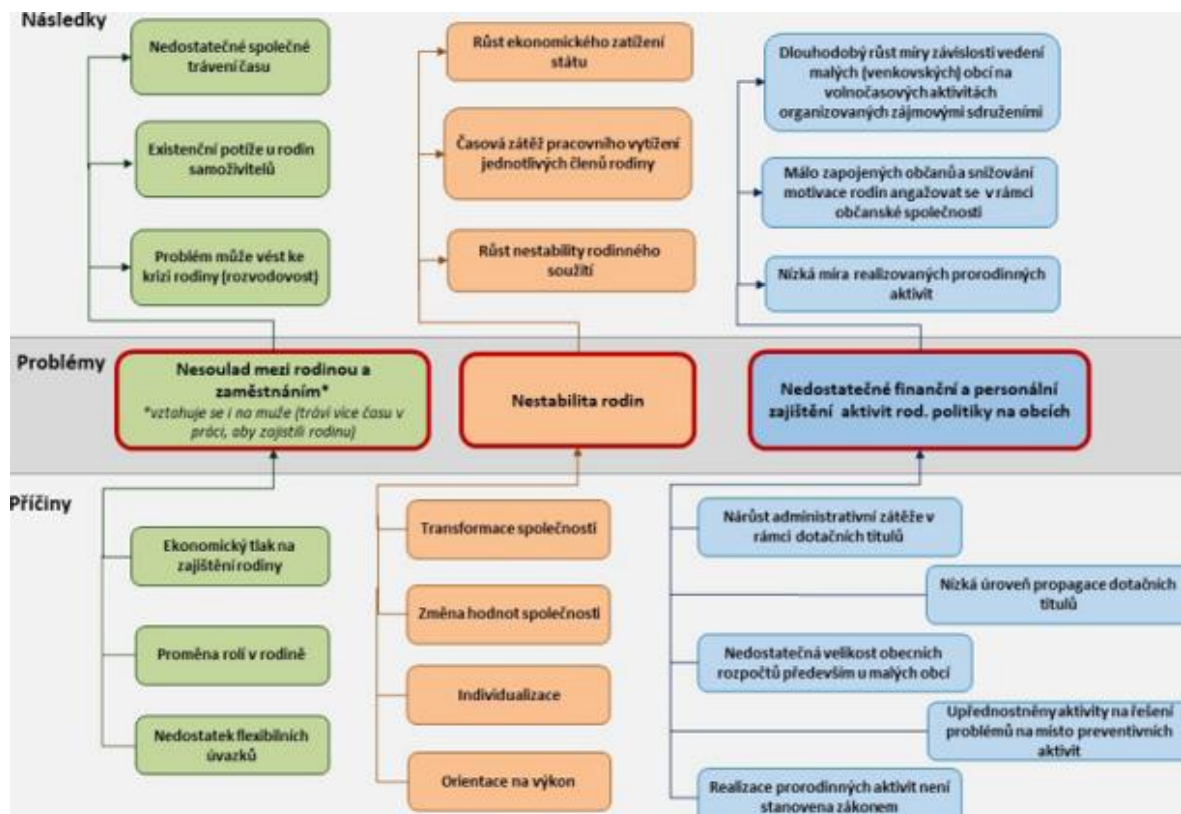 Následky
Nedostatečné společné
trávení času
Existenční potíže u rodin
samoživitelů
Problém může vést ke
krizi rodiny (rozvodovost)
Růst ekonomického zatížení
státu
Časová zátěž pracovního vytížení
jednotlivých členů rodiny
Růst nestability rodinného
soužití
Dlouhodobý růst míry závislosti vedení
malých (venkovských) obcí na
volnočasových aktivitách
organizovaných zájmovými sdruženími
Málo zapojených občanů a snižování
motivace rodin angažovat se v rámci
občanské společnosti
Nízká míra realizovaných prorodinných
aktivit
Problémy
Nesoulad mezi rodinou a
zaměstnáním*
*vztahuje se i na muže (tráví více času v
práci, aby zajistili rodinu)
Nestabilita rodin
Nedostatečné finanční a personální
zajištění aktivit rod. politiky na obcích
Příčiny
Ekonomický tlak na
zajištění rodiny
Proměna rolí v rodině
Nedostatek flexibilních
úvazků
Transformace společnosti
Změna hodnot společnosti
Individualizace
Orientace na výkon
Nárůst administrativní zátěže v
rámci dotačních titulů
Nízká úroveň propagace dotačních
titulů
Nedostatečná velikost obecních
rozpočtů především u malých obcí
Upřednostněny aktivity na řešení
problémů na místo preventivních
aktivit
Realizace prorodinných aktivit není
stanovena zákonem